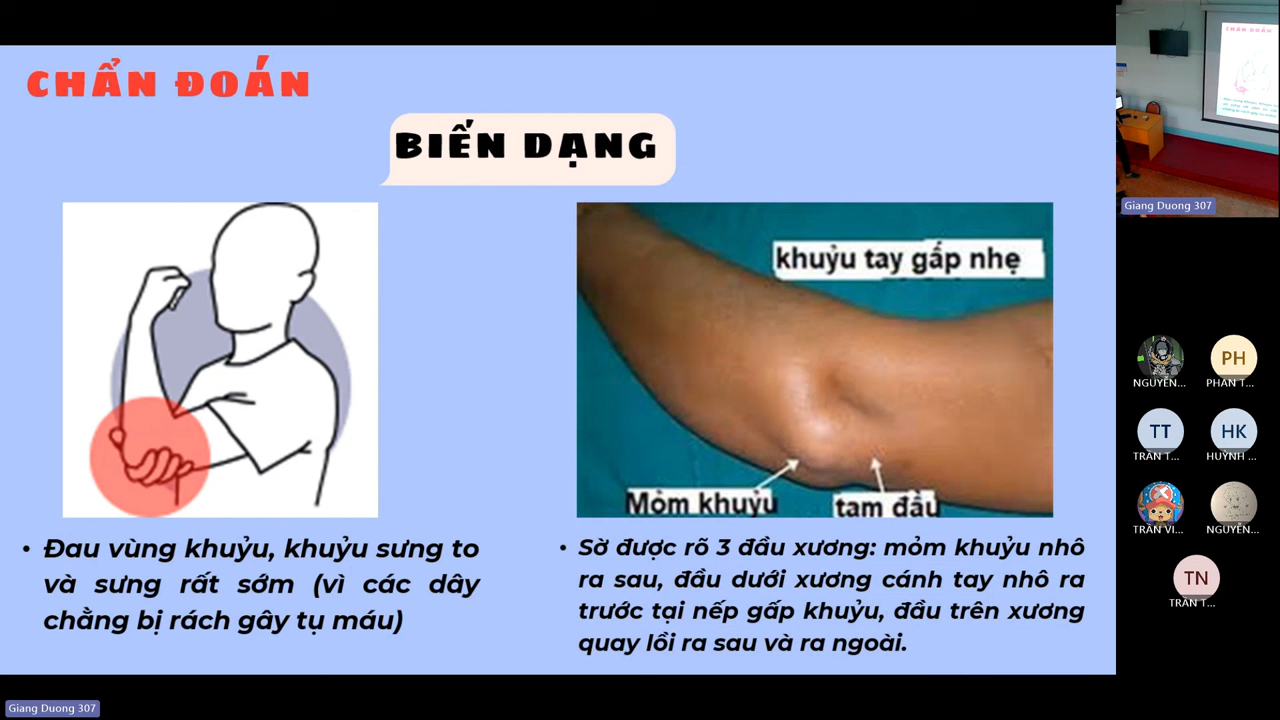 CHẨN ĐOÁN
BIẾN DẠNG
khuỷu tay gấp nhẹ
Mỏm khuỷu
tam đầu
• Đau vùng khuỷu, khuỷu sưng to
và sưng rất sớm (vì các dây
chằng bị rách gây tụ máu)
• Sờ được rõ 3 đầu xương: mỏm khuỷu nhô
ra sau, đầu dưới xương cánh tay nhô ra
trước tại nếp gấp khuỷu, đầu trên xương
quay lồi ra sau và ra ngoài.
CHẨN ĐOÁN
Giang Duong 307
NGUYỄN...
PH
PHAN T...
TT
TRẦN T...
HK
HUỲNH ...
TRẦN VI...
NGUYỄN...
TN
TRẦN T...
Giang Duong 307